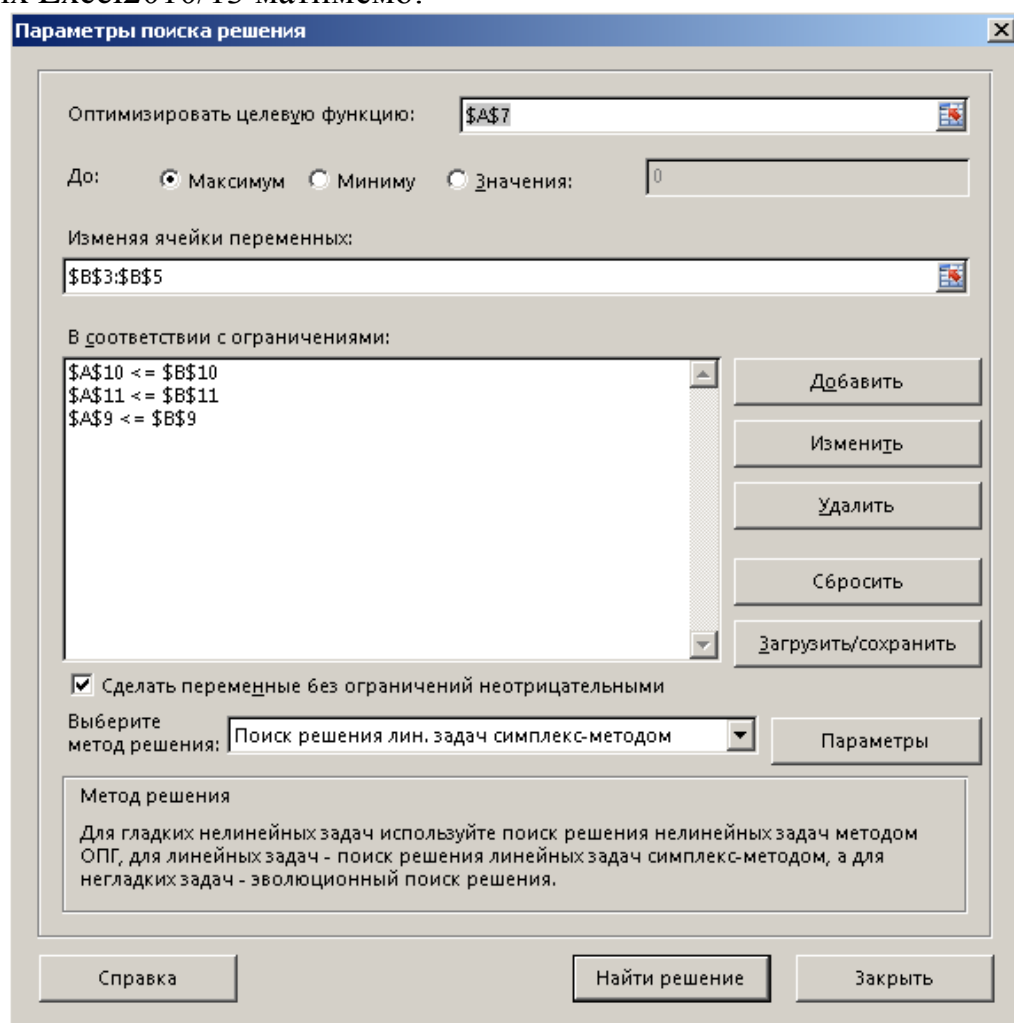 их Excel2010/13 матимемо:
Параметры поиска решения
Оптимизировать целевую функцию: $A$7
До: Максимум Миниму Значения: 0
Изменяя ячейки переменных:
$B$3:$B$5
В соответствии с ограничениями:
$A$10 <= $B$10
$A$11 <= $B$11
$A$9 <= $B$9
Добавить
Изменить
Удалить
Сбросить
Загрузить/сохранить
Сделать переменные без ограничений неотрицательными
Выберите
метод решения: Поиск решения лин. задач симплекс-методом Параметры
Метод решения
Для гладких нелинейных задач используйте поиск решения нелинейных задач методом
ОПГ, для линейных задач - поиск решения линейных задач симплекс-методом, а для
негладких задач - эволюционный поиск решения.
Справка Найти решение Закрыть